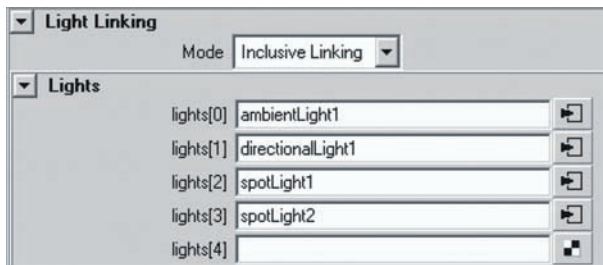 Light Linking
Mode Inclusive Linking
Lights
lights[0] ambientLight1
lights[1] directionalLight1
lights[2] spotLight1
lights[3] spotLight2
lights[4]